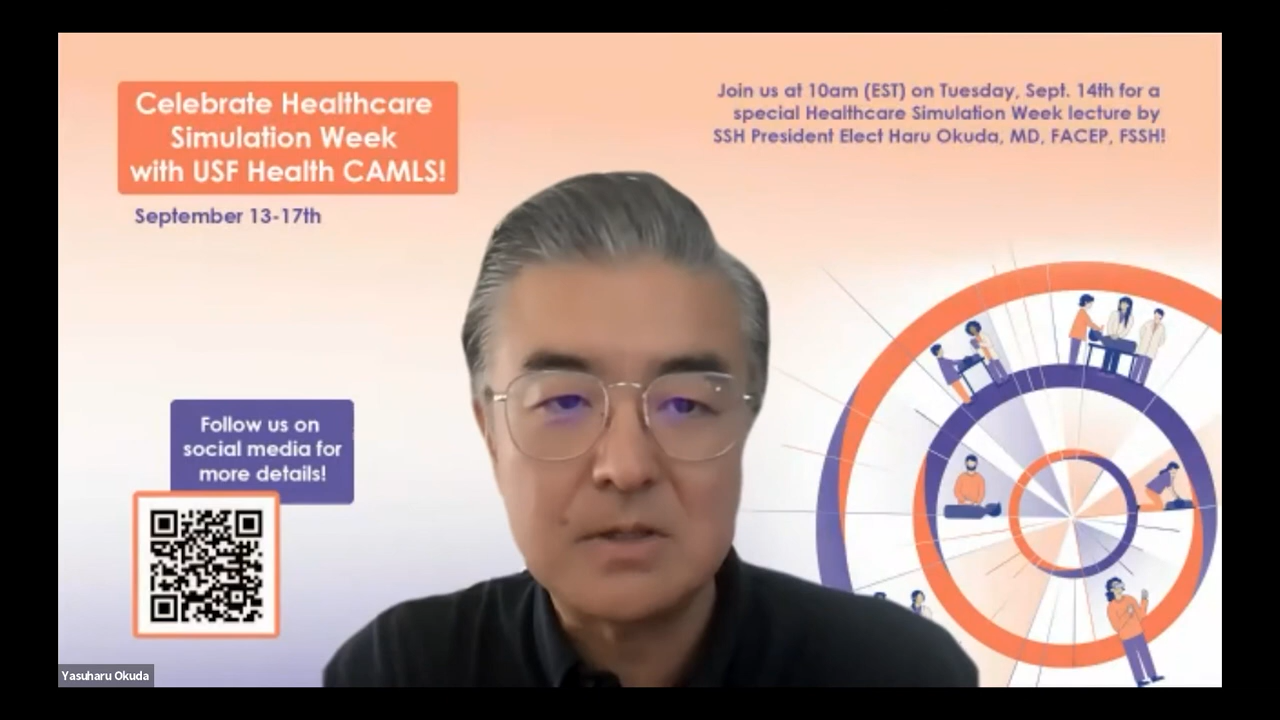 Celebrate Healthcare
Simulation Week
with USF Health CAMLS!
September 13-17th
Join us at 10am (EST) on Tuesday, Sept. 14th for a
special Healthcare Simulation Week lecture by
SSH President Elect Haru Okuda, MD, FACEP, FSSH!
Follow us on
social media for
more details!
Yasuharu Okuda